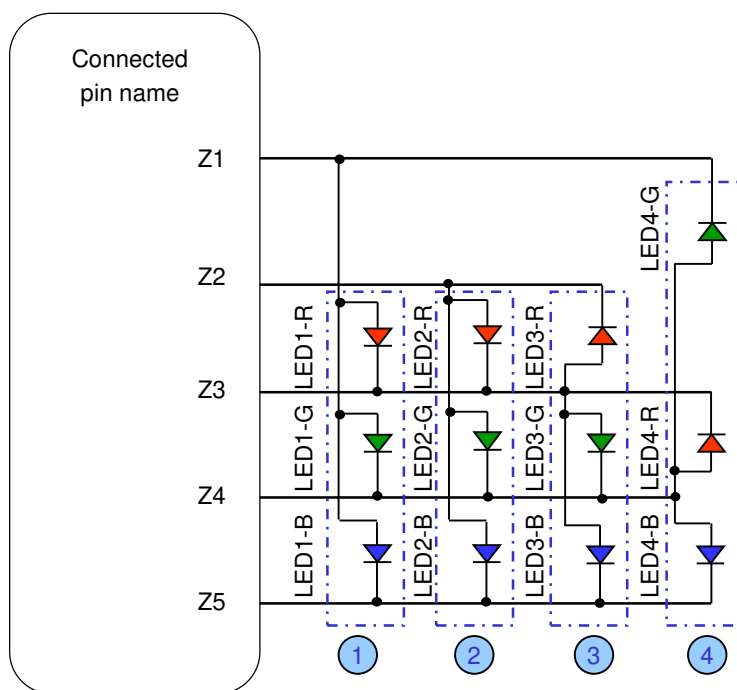 Connected
pin name
Z1
Z2
Z3
Z4
Z5
LED1-R
LED2-R
LED3-R
LED4-G
LED1-G
LED2-G
LED3-G
LED4-R
LED1-B
LED2-B
LED3-B
LED4-B
1
2
3
4